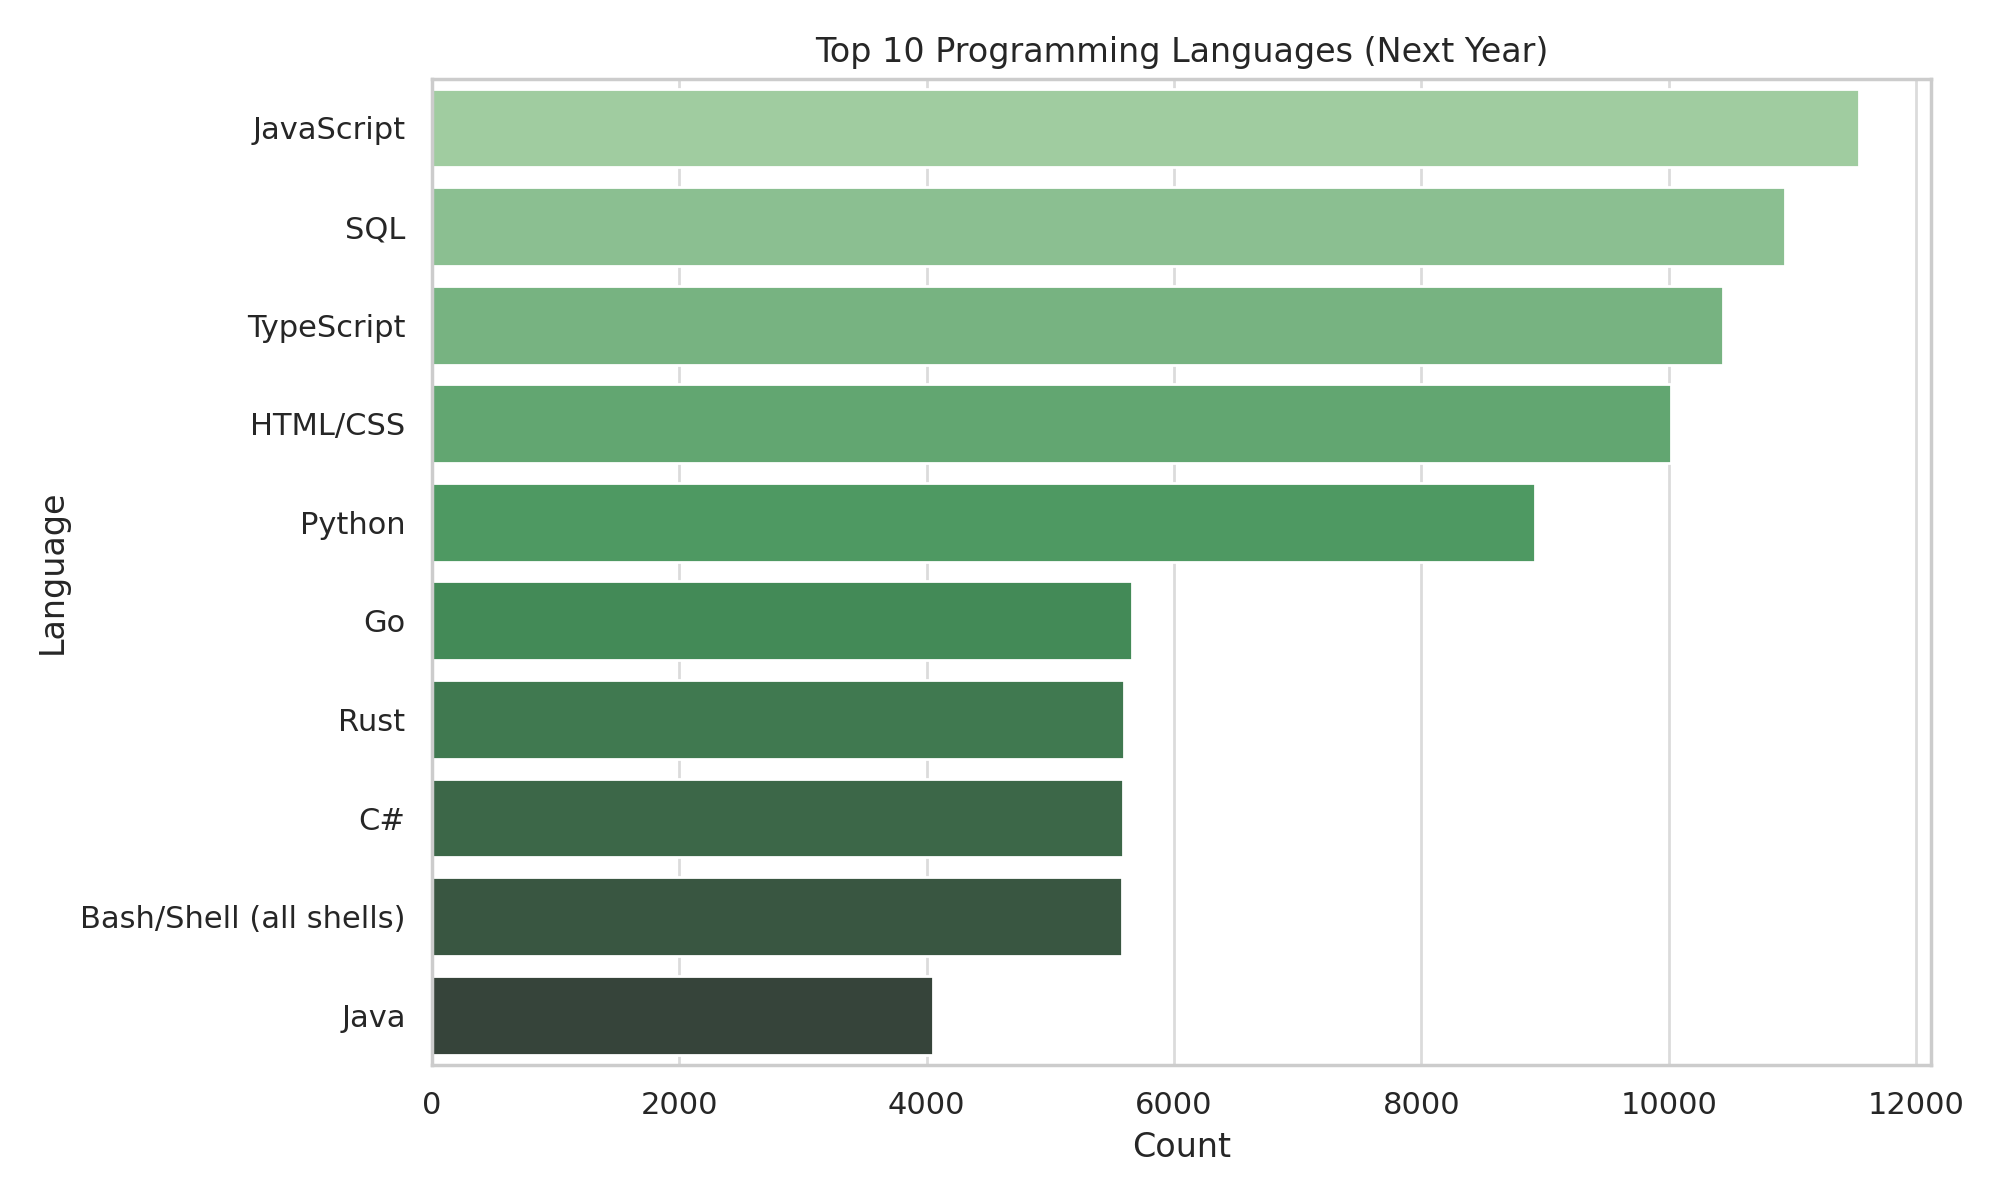 Top 10 Programming Languages (Next Year)
JavaScript
SQL
TypeScript
HTML/CSS
Python
Go
Rust
C#
Bash/Shell (all shells)
Java
Language
0 2000 4000 6000 8000 10000 12000
Count